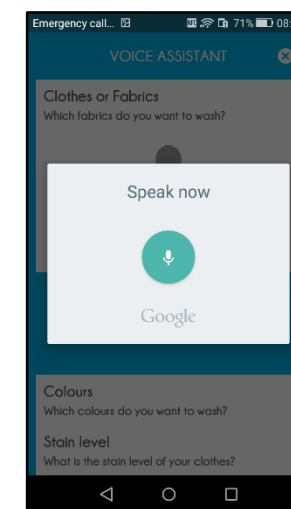 Emergency call... 71% 08:
VOICE ASSISTANT
Clothes or Fabrics
Which fabrics do you want to wash?
Speak now
Google
Colours
Which colours do you want to wash?
Stain level
What is the stain level of your clothes?